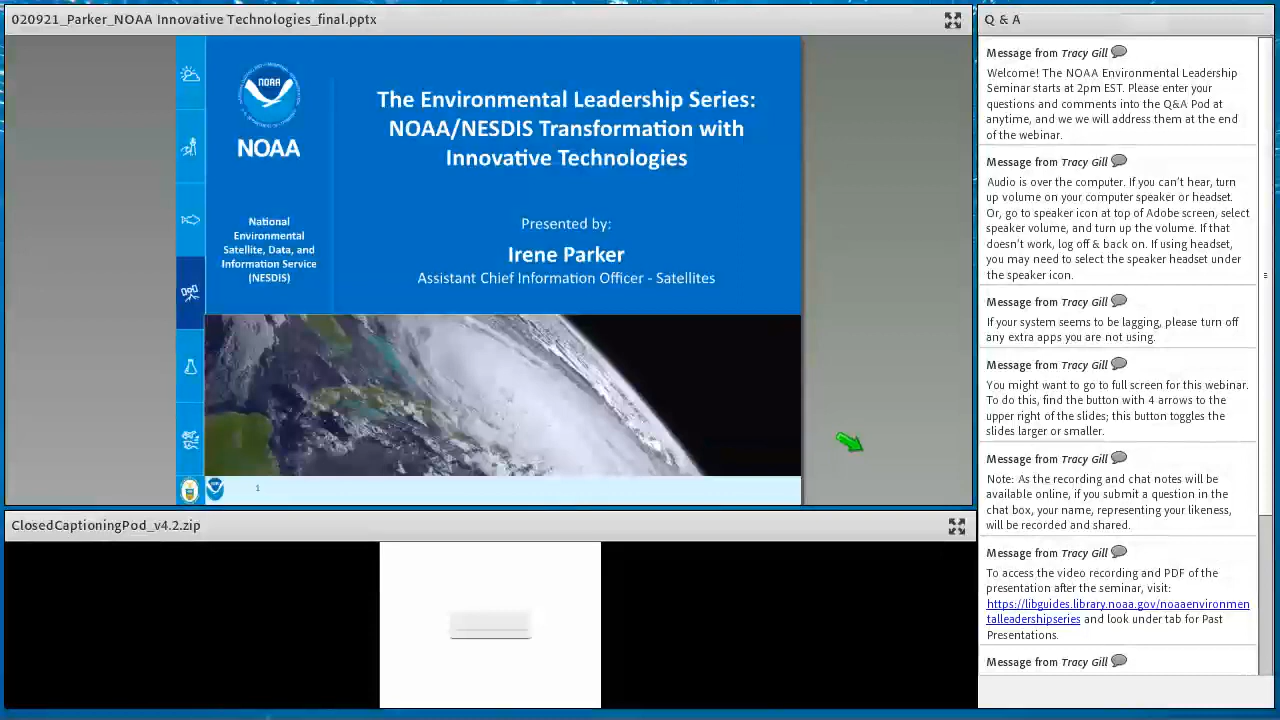 020921_Parker_NOAA Innovative Technologies_final.pptx
NOAA
NOAA
National
Environmental
Satellite, Data, and
Information Service
(NESDIS)
The Environmental Leadership Series:
NOAA/NESDIS Transformation with
Innovative Technologies
Presented by:
Irene Parker
Assistant Chief Information Officer - Satellites
1
ClosedCaptioningPod_v4.2.zip
Q & A
Message from Tracy Gill
Welcome! The NOAA Environmental Leadership
Seminar starts at 2pm EST. Please enter your
questions and comments into the Q&A Pod at
anytime, and we we will address them at the end
of the webinar.
Message from Tracy Gill
Audio is over the computer. If you can't hear, turn
up volume on your computer speaker or headset.
Or, go to speaker icon at top of Adobe screen, select
speaker volume, and turn up the volume. If that
doesn't work, log off & back on. If using headset,
you may need to select the speaker headset under
the speaker icon.
Message from Tracy Gill
If your system seems to be lagging, please turn off
any extra apps you are not using.
Message from Tracy Gill
You might want to go to full screen for this webinar.
To do this, find the button with 4 arrows to the
upper right of the slides; this button toggles the
slides larger or smaller.
Message from Tracy Gill
Note: As the recording and chat notes will be
available online, if you submit a question in the
chat box, your name, representing your likeness,
will be recorded and shared.
Message from Tracy Gill
To access the video recording and PDF of the
presentation after the seminar, visit:
https://libguides.library.noaa.gov/noaaenvironmen
talleadershipseries and look under tab for Past
Presentations.
Message from Tracy Gill